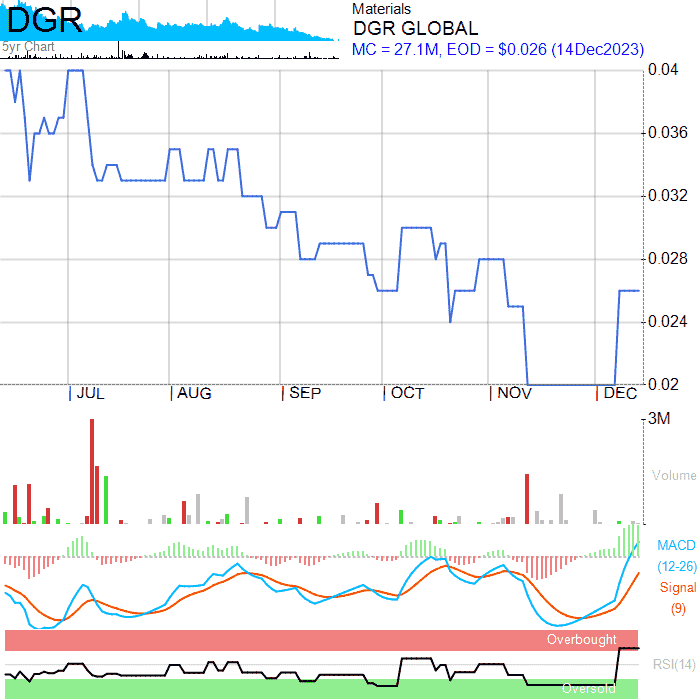 DGR
5yr Chart
Materials
DGR GLOBAL
MC = 27.1M, EOD = $0.026 (14Dec2023)
0.04
0.036
0.032
0.028
0.024
0.02
JUL AUG SEP OCT NOV DEC
3M
Volume
MACD
(12-26)
Signal
(9)
Overbought
RSI(14)
Oversold